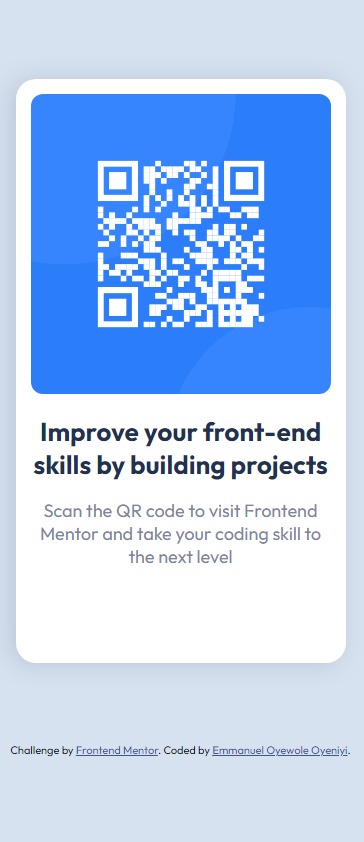 Improve your front-end
skills by building projects
Scan the QR code to visit Frontend
Mentor and take your coding skill to
the next level
Challenge by Frontend Mentor. Coded by Emmanuel Oyewole Oyeniyi.